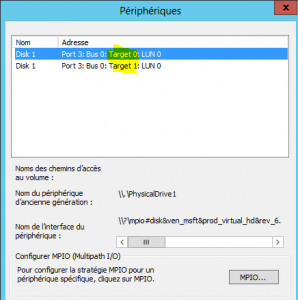 Périphériques
x
Nom Adresse
Disk 1 Port 3: Bus 0: Target 0: LUN 0
Disk 1 Port 3: Bus 0: Target 1: LUN 0
Noms des chemins d'accès
au volume :
Nom du périphérique
d'ancienne génération : \\.\PhysicalDrive1
Nom de l'interface du
périphérique : \\?\mpio#disk&ven_msft&prod_virtual_hd&rev_6.
Configurer MPIO (Multipath I/O)
Pour configurer la stratégie MPIO pour un
périphérique spécifique, cliquez sur MPIO.
MPIO...